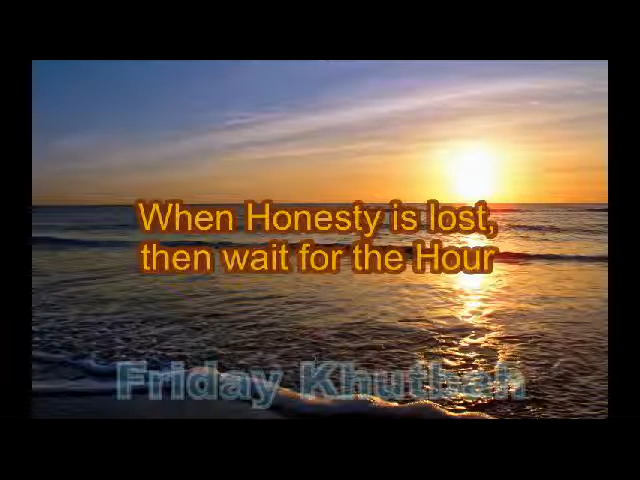 When Honesty is lost,
then wait for the Hour
Friday Khutbah